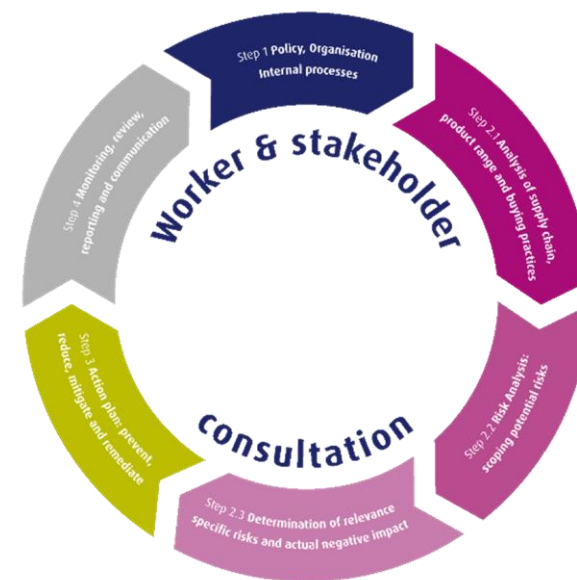 Step 1 Policy, Organisation
Internal processes
Step 2.1 Analysis of supply chain,
product range and buying practices
Step 2.2 Risk Analysis:
scoping potential risks
Step 2.3 Determination of relevance
specific risks and actual negative impact
Step 3 Action plan: prevent,
reduce, mitigate and remediate
Step 4 Monitoring, review,
reporting and communication
Worker & stakeholder
consultation